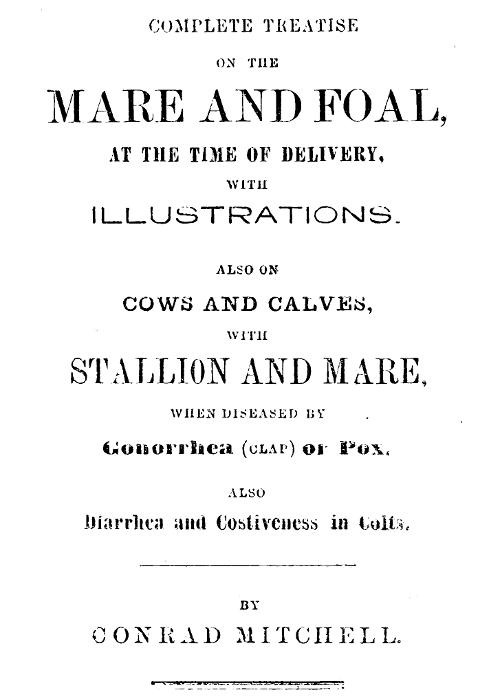 COMPLETE TREATISE
ON THE
MARE AND FOAL,
AT THE TIME OF DELIVERY,
WITH
ILLUSTRATIONS.
ALSO ON
COWS AND CALVES,
WITH
STALLION AND MARE,
WHEN DISEASED BY
Gonorrhea (CLAP) or Pox.
ALSO
Diarrhea and Costiveness in Colts.
BY
CONRAD MITCHELL.